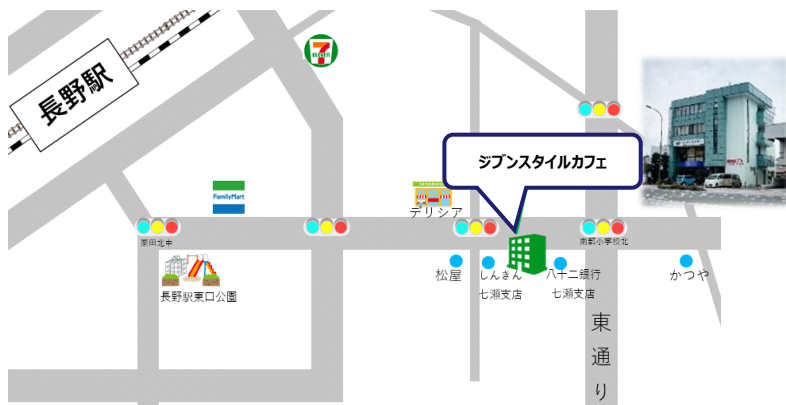 長野駅
7
ELEVEN
ジブンスタイルカフェ
FamilyMart
デリシア
栗田北中
南部小学校北
松屋
しんきん
七瀬支店
八十二銀行
七瀬支店
かつや
長野駅東口公園
東通り